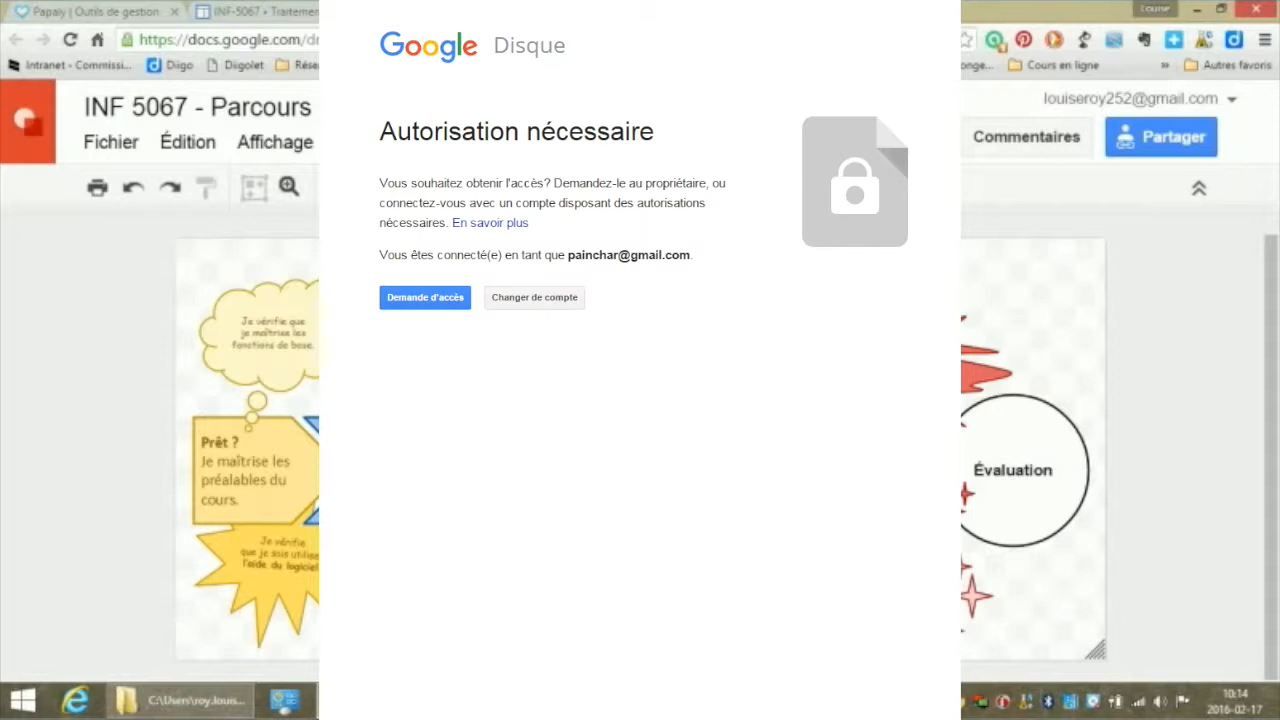 Papaly | Outils de gestion
INF-5067 • Traitement
Louise
https://docs.google.com/dr
Intranet - Commissi...
Diigo
Diigolet
Autres favoris
Cours en ligne
INF 5067 - Parcours
Fichier Édition Affichage
louiseroy252@gmail.com
Commentaires
Partager
Google Disque
Autorisation nécessaire
Vous souhaitez obtenir l'accès? Demandez-le au propriétaire, ou
connectez-vous avec un compte disposant des autorisations
nécessaires. En savoir plus
Vous êtes connecté(e) en tant que painchar@gmail.com.
Demande d'accès
Changer de compte
Je vérifie que
je maîtrise les
fonctions de base.
Prêt ?
Je maîtrise les
préalables du
cours.
Je vérifie
que je sais utilise
l'aide du logiciel
Évaluation
C:\Users\roy.louis...
10:14
2016-02-17